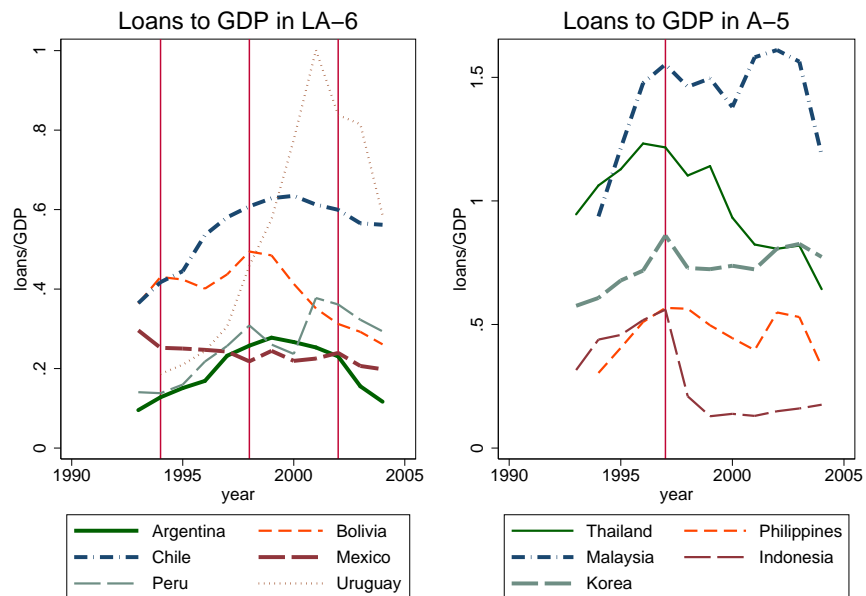 Loans to GDP in LA−6
loans/GDP
0 .2 .4 .6 .8 1
1990 1995 2000 2005
year
Argentina Bolivia
Chile Mexico
Peru Uruguay
Loans to GDP in A−5
loans/GDP
0 .5 1 1.5
1990 1995 2000 2005
year
Thailand Philippines
Malaysia Indonesia
Korea